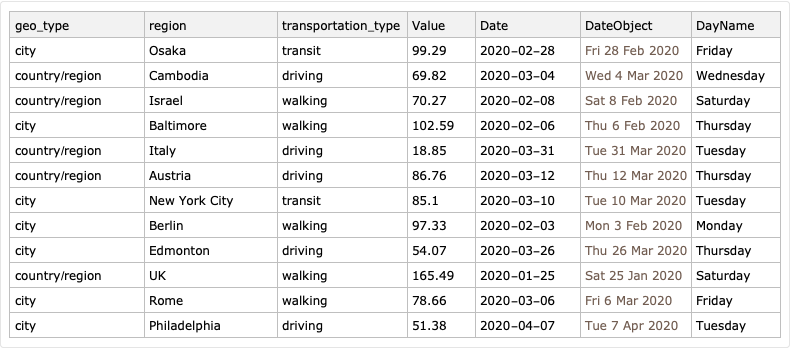 geo_type region transportation_type Value Date DateObject DayName
city Osaka transit 99.29 2020-02-28 Fri 28 Feb 2020 Friday
country/region Cambodia driving 69.82 2020-03-04 Wed 4 Mar 2020 Wednesday
country/region Israel walking 70.27 2020-02-08 Sat 8 Feb 2020 Saturday
city Baltimore walking 102.59 2020-02-06 Thu 6 Feb 2020 Thursday
country/region Italy driving 18.85 2020-03-31 Tue 31 Mar 2020 Tuesday
country/region Austria driving 86.76 2020-03-12 Thu 12 Mar 2020 Thursday
city New York City transit 85.1 2020-03-10 Tue 10 Mar 2020 Tuesday
city Berlin walking 97.33 2020-02-03 Mon 3 Feb 2020 Monday
city Edmonton driving 54.07 2020-03-26 Thu 26 Mar 2020 Thursday
country/region UK walking 165.49 2020-01-25 Sat 25 Jan 2020 Saturday
city Rome walking 78.66 2020-03-06 Fri 6 Mar 2020 Friday
city Philadelphia driving 51.38 2020-04-07 Tue 7 Apr 2020 Tuesday